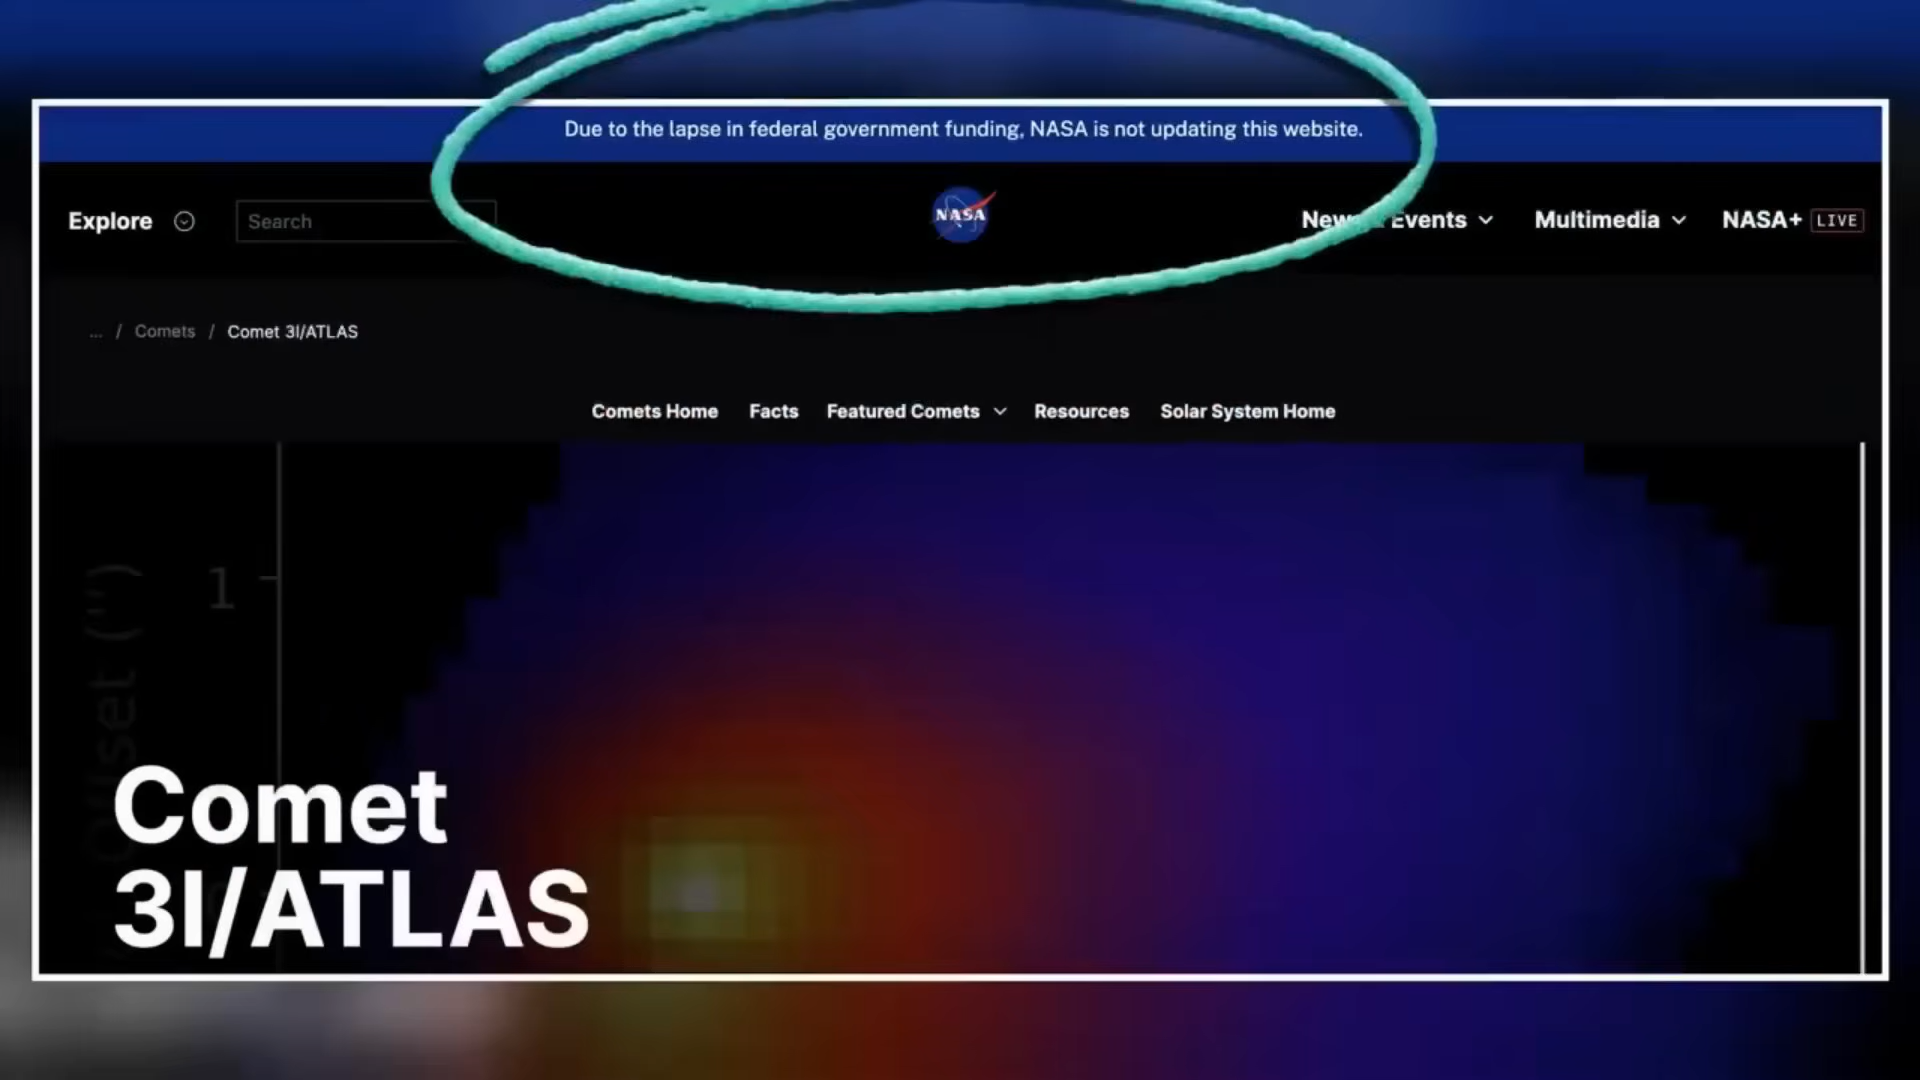 Due to the lapse in federal government funding, NASA is not updating this website.
Explore
Search
NASA
Events
Multimedia
NASA+ LIVE
... / Comets / Comet 3I/ATLAS
Comets Home
Facts
Featured Comets
Resources
Solar System Home
1
Comet
3I/ATLAS